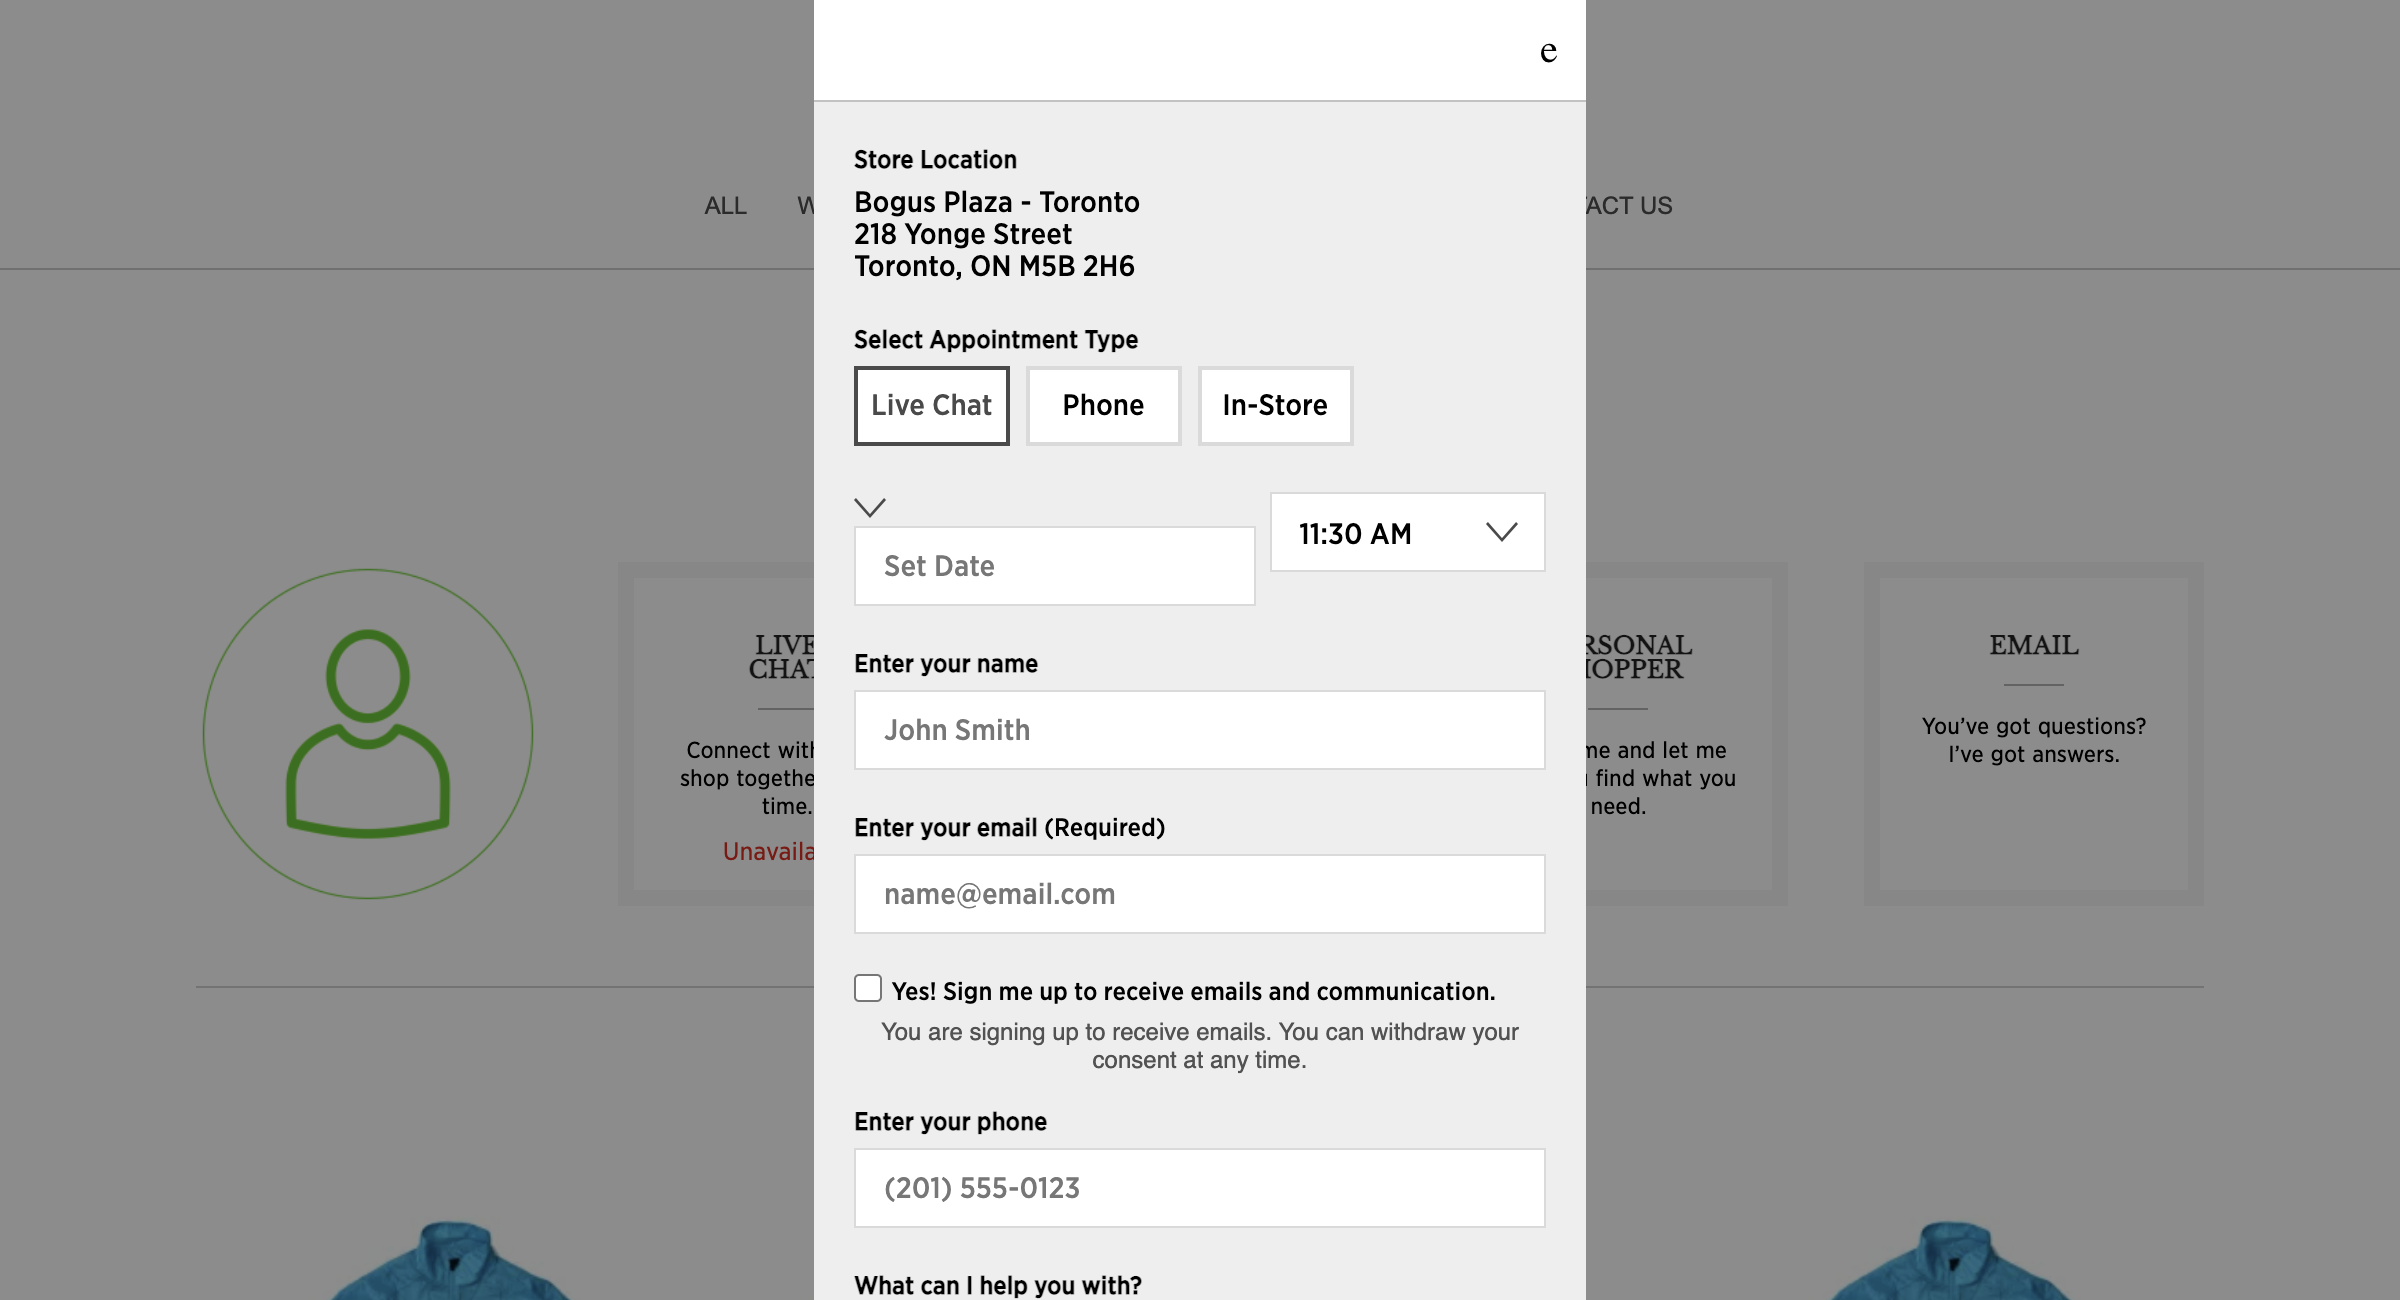 e
ALL
W
TACT US
Store Location
Bogus Plaza - Toronto
218 Yonge Street
Toronto, ON M5B 2H6
Select Appointment Type
Live Chat
Phone
In-Store
11:30 AM
Set Date
Enter your name
John Smith
Enter your email (Required)
name@email.com
Yes! Sign me up to receive emails and communication.
You are signing up to receive emails. You can withdraw your
consent at any time.
Enter your phone
(201) 555-0123
What can I help you with?
LIVE
CHAT
Connect with
shop togethe
time.
Unavaila
RSONAL
HOPPER
me and let me
find what you
need.
EMAIL
You’ve got questions?
I’ve got answers.